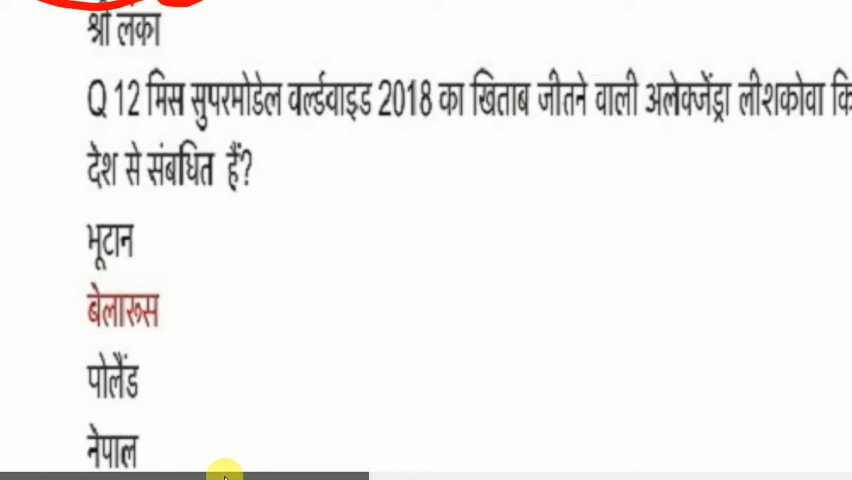 श्री लंका
Q 12 मिस सुपरमोडेल वर्ल्डवाइड 2018 का खिताब जीतने वाली अलेक्जेंड्रा लीशकोवा कि
देश से संबधित हैं?
भूटान
बेलारूस
पोलैंड
नेपाल